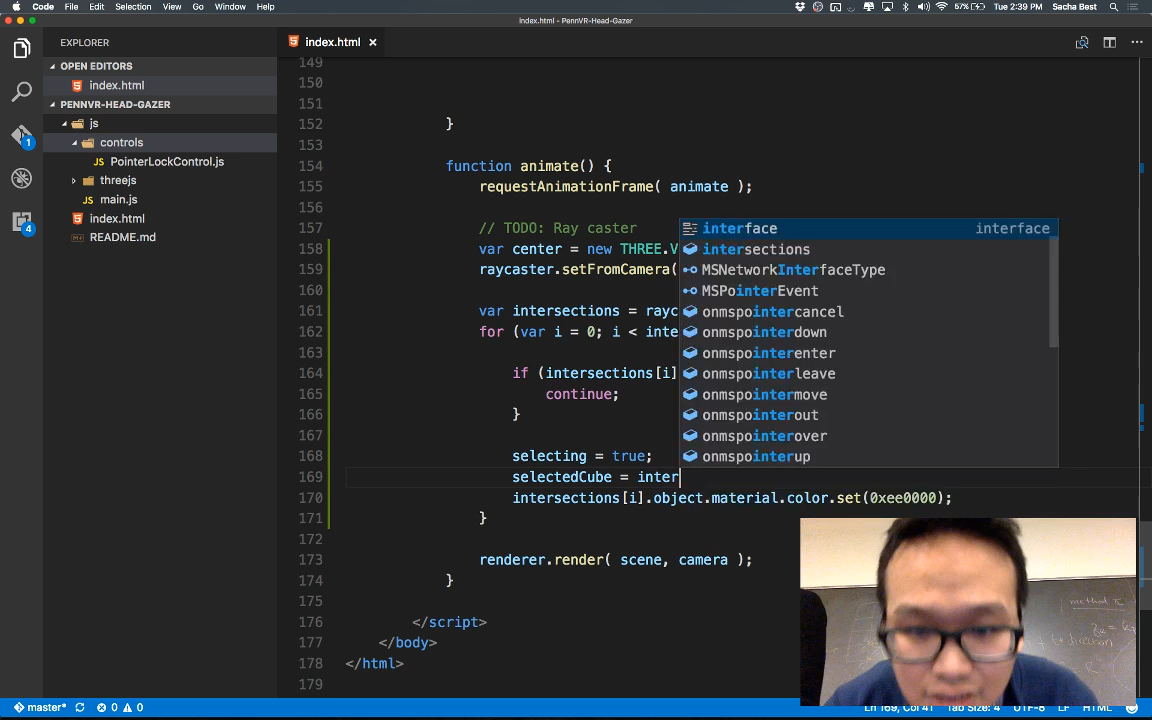 Code File Edit Selection View Go Window Help 57% Tue 2:39 PM Sacha Best
index.html — PennVR-Head-Gazer
EXPLORER
index.html
OPEN EDITORS
index.html
PENNVR-HEAD-GAZER
js
controls
JS PointerLockControl.js
threejs
JS main.js
index.html
README.md
1
4
149
150
151
152 }
153
154 function animate() {
155 requestAnimationFrame( animate );
156
157 // TODO: Ray caster
158 var center = new THREE.V
159 raycaster.setFromCamera(
160
161 var intersections = rayc
162 for (var i = 0; i < inte
163
164 if (intersections[i]
165 continue;
166 }
167
168 selecting = true;
169 selectedCube = inter
170 intersections[i].object.material.color.set(0xee0000);
171 }
172
173 renderer.render( scene, camera );
174 }
175
176 </script>
177 </body>
178 </html>
179
interface interface
intersections
MSNetworkInterfaceType
MSPointerEvent
onmspointercancel
onmspointerdown
onmspointerenter
onmspointerleave
onmspointermove
onmspointerout
onmspointerover
onmspointerup
method
master* 0 0 Ln 169, Col 41 Tab Size: 4 UTF-8 LF HTML